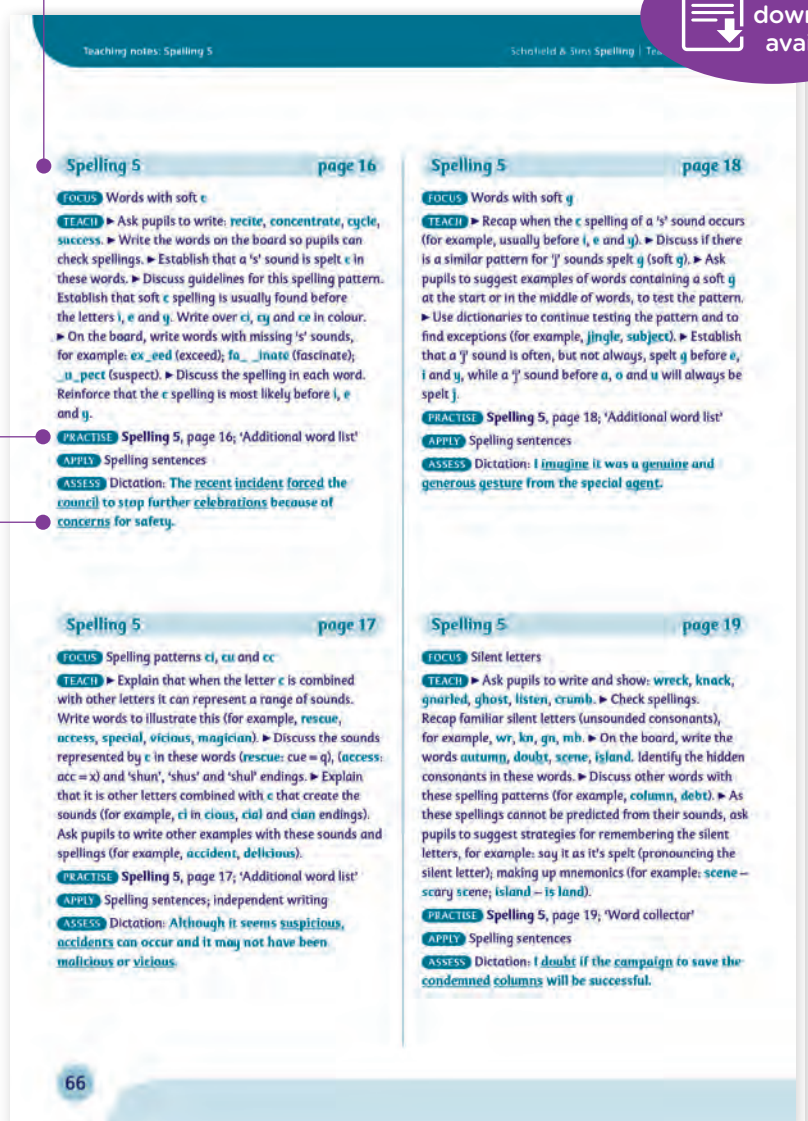 down
ava
Teaching notes: Spelling 5
Schofield & Sims Spelling | Tea
Spelling 5 page 16
FOCUS Words with soft c
TEACH ► Ask pupils to write: recite, concentrate, cycle,
success. ► Write the words on the board so pupils can
check spellings. ► Establish that a 's' sound is spelt c in
these words. ► Discuss guidelines for this spelling pattern.
Establish that soft c spelling is usually found before
the letters i, e and y. Write over ci, cy and ce in colour.
► On the board, write words with missing 's' sounds,
for example: ex_eed (exceed); fa_ _inate (fascinate);
_u_pect (suspect). ► Discuss the spelling in each word.
Reinforce that the c spelling is most likely before i, e
and y.
PRACTISE Spelling 5, page 16; 'Additional word list'
APPLY Spelling sentences
ASSESS Dictation: The recent incident forced the
council to stop further celebrations because of
concerns for safety.
Spelling 5 page 17
FOCUS Spelling patterns ci, cu and cc
TEACH ► Explain that when the letter c is combined
with other letters it can represent a range of sounds.
Write words to illustrate this (for example, rescue,
access, special, vicious, magician). ► Discuss the sounds
represented by c in these words (rescue: cue = q), (access:
acc = x) and 'shun', 'shus' and 'shul' endings. ► Explain
that it is other letters combined with c that create the
sounds (for example, ci in cious, cial and cian endings).
Ask pupils to write other examples with these sounds and
spellings (for example, accident, delicious).
PRACTISE Spelling 5, page 17; 'Additional word list'
APPLY Spelling sentences; independent writing
ASSESS Dictation: Although it seems suspicious,
accidents can occur and it may not have been
malicious or vicious.
Spelling 5 page 18
FOCUS Words with soft g
TEACH ► Recap when the c spelling of a 's' sound occurs
(for example, usually before i, e and y). ► Discuss if there
is a similar pattern for 'j' sounds spelt g (soft g). ► Ask
pupils to suggest examples of words containing a soft g
at the start or in the middle of words, to test the pattern.
► Use dictionaries to continue testing the pattern and to
find exceptions (for example, jingle, subject). ► Establish
that a 'j' sound is often, but not always, spelt g before e,
i and y, while a 'j' sound before a, o and u will always be
spelt j.
PRACTISE Spelling 5, page 18; 'Additional word list'
APPLY Spelling sentences
ASSESS Dictation: I imagine it was a genuine and
generous gesture from the special agent.
Spelling 5 page 19
FOCUS Silent letters
TEACH ► Ask pupils to write and show: wreck, knack,
gnarled, ghost, listen, crumb. ► Check spellings.
Recap familiar silent letters (unsounded consonants),
for example, wr, kn, gn, mb. ► On the board, write the
words autumn, doubt, scene, island. Identify the hidden
consonants in these words. ► Discuss other words with
these spelling patterns (for example, column, debt). ► As
these spellings cannot be predicted from their sounds, ask
pupils to suggest strategies for remembering the silent
letters, for example: say it as it's spelt (pronouncing the
silent letter); making up mnemonics (for example: scene –
scary scene; island – is land).
PRACTISE Spelling 5, page 19; 'Word collector'
APPLY Spelling sentences
ASSESS Dictation: I doubt if the campaign to save the
condemned columns will be successful.
66